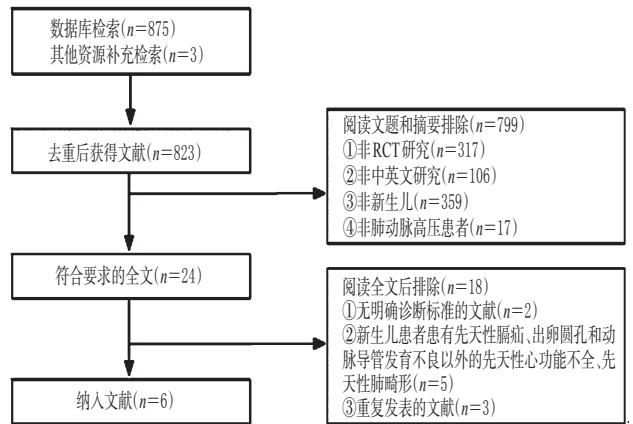 数据库检索(n=875)
其他资源补充检索(n=3)
去重后获得文献(n=823)
阅读文题和摘要排除(n=799)
①非RCT研究(n=317)
②非中英文研究(n=106)
③非新生儿(n=359)
④非肺动脉高压患者(n=17)
符合要求的全文(n=24)
阅读全文后排除(n=18)
①无明确诊断标准的文献(n=2)
②新生儿患者患有先天性膈疝、出卵圆孔和动
脉导管发育不良以外的先天性心功能不全、先
天性肺畸形(n=5)
③重复发表的文献(n=3)
纳入文献(n=6)